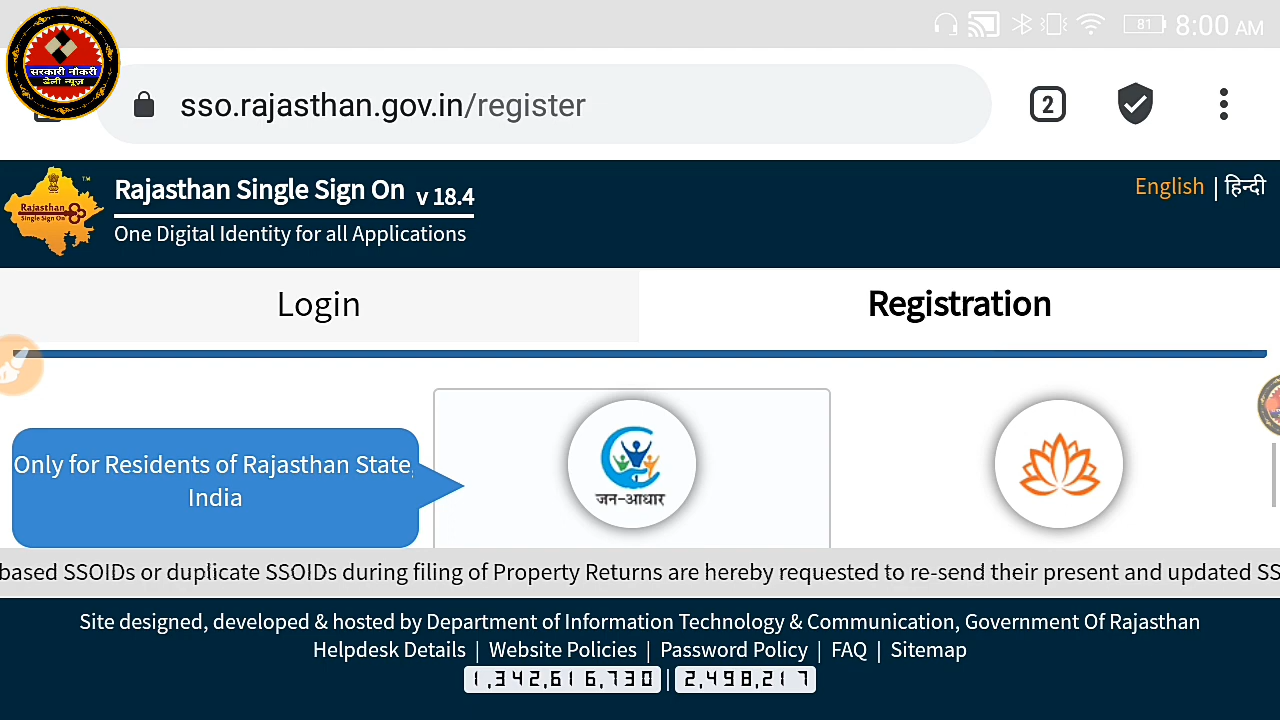 81 8:00 AM
सरकारी नौकरी
डेली न्यूज़
sso.rajasthan.gov.in/register
2
Rajasthan Single Sign On v 18.4
One Digital Identity for all Applications
English | हिन्दी
Rajasthan
Single Sign On
TM
Login
Registration
Only for Residents of Rajasthan State,
India
जन-आधार
based SSOIDs or duplicate SSOIDs during filing of Property Returns are hereby requested to re-send their present and updated SS
Site designed, developed & hosted by Department of Information Technology & Communication, Government Of Rajasthan
Helpdesk Details | Website Policies | Password Policy | FAQ | Sitemap
1,342,616,730 | 2,498,217